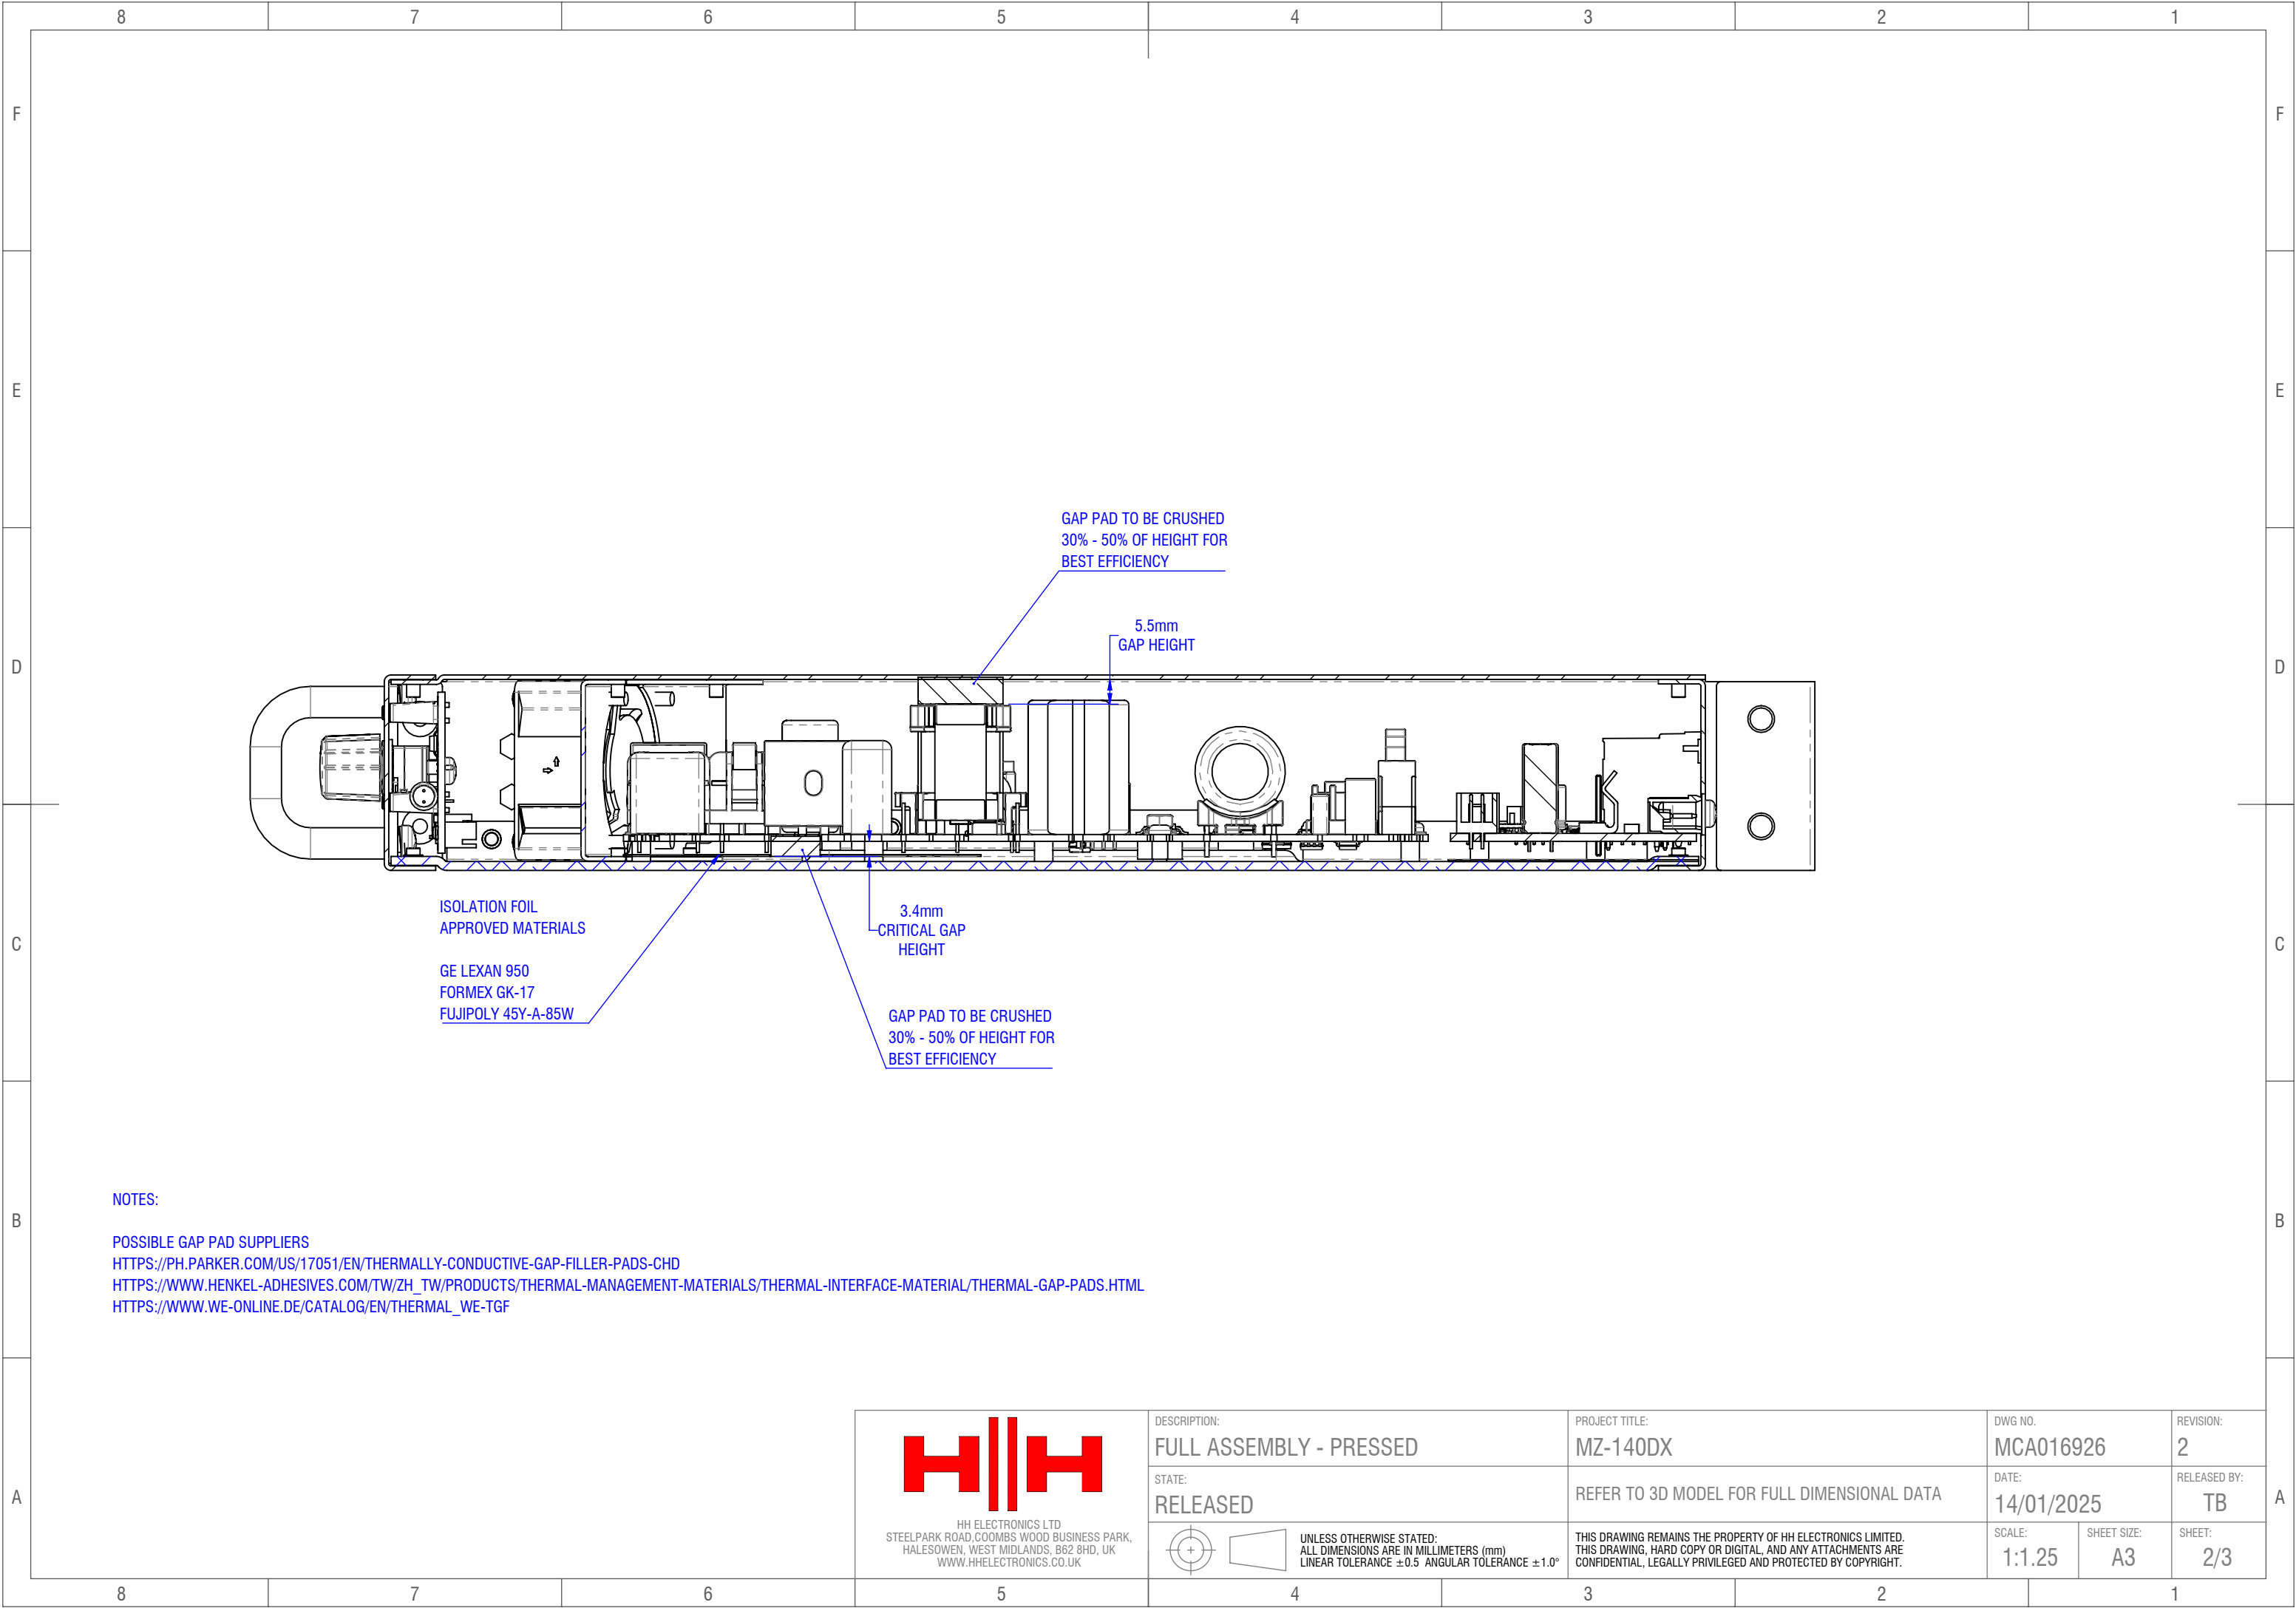 8 7 6 5 4 3 2 1
F F
E E
D D
C C
B B
A A
GAP PAD TO BE CRUSHED
30% - 50% OF HEIGHT FOR
BEST EFFICIENCY
5.5mm
GAP HEIGHT
ISOLATION FOIL
APPROVED MATERIALS
GE LEXAN 950
FORMEX GK-17
FUJIPOLY 45Y-A-85W
3.4mm
CRITICAL GAP
HEIGHT
GAP PAD TO BE CRUSHED
30% - 50% OF HEIGHT FOR
BEST EFFICIENCY
NOTES:
POSSIBLE GAP PAD SUPPLIERS
HTTPS://PH.PARKER.COM/US/17051/EN/THERMALLY-CONDUCTIVE-GAP-FILLER-PADS-CHD
HTTPS://WWW.HENKEL-ADHESIVES.COM/TW/ZH_TW/PRODUCTS/THERMAL-MANAGEMENT-MATERIALS/THERMAL-INTERFACE-MATERIAL/THERMAL-GAP-PADS.HTML
HTTPS://WWW.WE-ONLINE.DE/CATALOG/EN/THERMAL_WE-TGF
HH
HH ELECTRONICS LTD
STEELPARK ROAD,COOMBS WOOD BUSINESS PARK,
HALESOWEN, WEST MIDLANDS, B62 8HD, UK
WWW.HHELECTRONICS.CO.UK
DESCRIPTION:
FULL ASSEMBLY - PRESSED
STATE:
RELEASED
UNLESS OTHERWISE STATED:
ALL DIMENSIONS ARE IN MILLIMETERS (mm)
LINEAR TOLERANCE ±0.5 ANGULAR TOLERANCE ±1.0°
PROJECT TITLE:
MZ-140DX
REFER TO 3D MODEL FOR FULL DIMENSIONAL DATA
THIS DRAWING REMAINS THE PROPERTY OF HH ELECTRONICS LIMITED.
THIS DRAWING, HARD COPY OR DIGITAL, AND ANY ATTACHMENTS ARE
CONFIDENTIAL, LEGALLY PRIVILEGED AND PROTECTED BY COPYRIGHT.
DWG NO.
MCA016926
REVISION:
2
DATE:
14/01/2025
RELEASED BY:
TB
SCALE:
1:1.25
SHEET SIZE:
A3
SHEET:
2/3
8 7 6 5 4 3 2 1